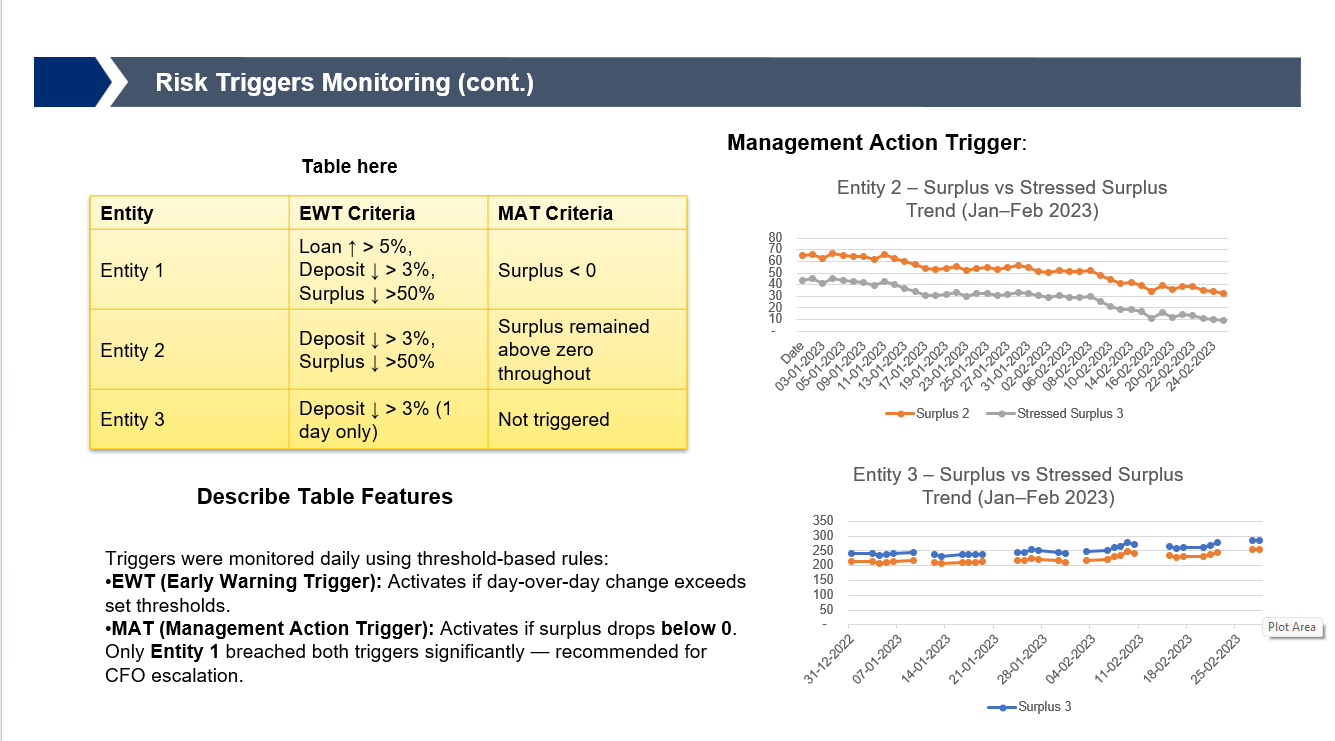 Risk Triggers Monitoring (cont.)
Table here
Entity EWT Criteria MAT Criteria
Entity 1
Loan ↑ > 5%,
Deposit ↓ > 3%,
Surplus ↓ >50%
Surplus < 0
Entity 2
Deposit ↓ > 3%,
Surplus ↓ >50%
Surplus remained
above zero
throughout
Entity 3
Deposit ↓ > 3% (1
day only)
Not triggered
Describe Table Features
Triggers were monitored daily using threshold-based rules:
•EWT (Early Warning Trigger): Activates if day-over-day change exceeds
set thresholds.
•MAT (Management Action Trigger): Activates if surplus drops below 0.
Only Entity 1 breached both triggers significantly — recommended for
CFO escalation.
Management Action Trigger:
Entity 2 – Surplus vs Stressed Surplus
Trend (Jan–Feb 2023)
80
70
60
50
40
30
20
10
-
Date
03-01-2023
05-01-2023
09-01-2023
11-01-2023
13-01-2023
17-01-2023
19-01-2023
23-01-2023
25-01-2023
27-01-2023
31-01-2023
02-02-2023
06-02-2023
08-02-2023
10-02-2023
14-02-2023
16-02-2023
20-02-2023
22-02-2023
24-02-2023
Surplus 2 Stressed Surplus 3
Entity 3 – Surplus vs Stressed Surplus
Trend (Jan–Feb 2023)
350
300
250
200
150
100
50
-
31-12-2022
07-01-2023
14-01-2023
21-01-2023
28-01-2023
04-02-2023
11-02-2023
18-02-2023
25-02-2023
Plot Area
Surplus 3